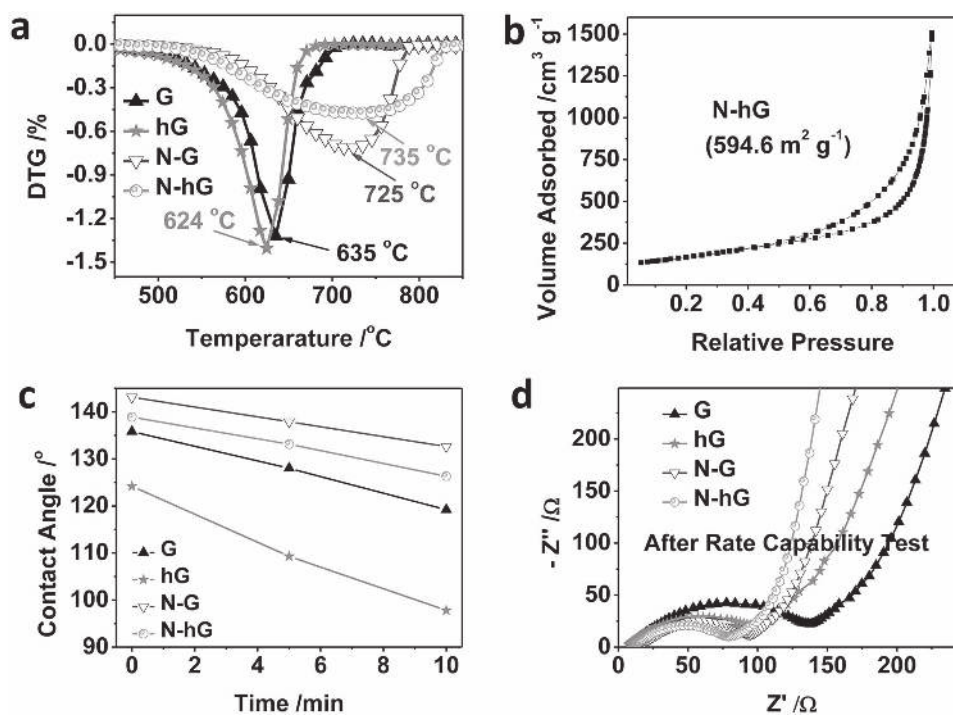 a
0.0
-0.3
-0.6
-0.9
-1.2
-1.5
DTG /%
G
hG
N-G
N-hG
624 °C
635 °C
725 °C
735 °C
500 600 700 800
Temperarature /°C
b
1500
1250
1000
750
500
250
0
Volume Adsorbed /cm³ g⁻¹
N-hG
(594.6 m² g⁻¹)
0.2 0.4 0.6 0.8 1.0
Relative Pressure
c
140
130
120
110
100
90
Contact Angle /°
G
hG
N-G
N-hG
0 5 10
Time /min
d
200
150
100
50
0
- Z'' /Ω
G
hG
N-G
N-hG
After Rate Capability Test
0 50 100 150 200
Z' /Ω